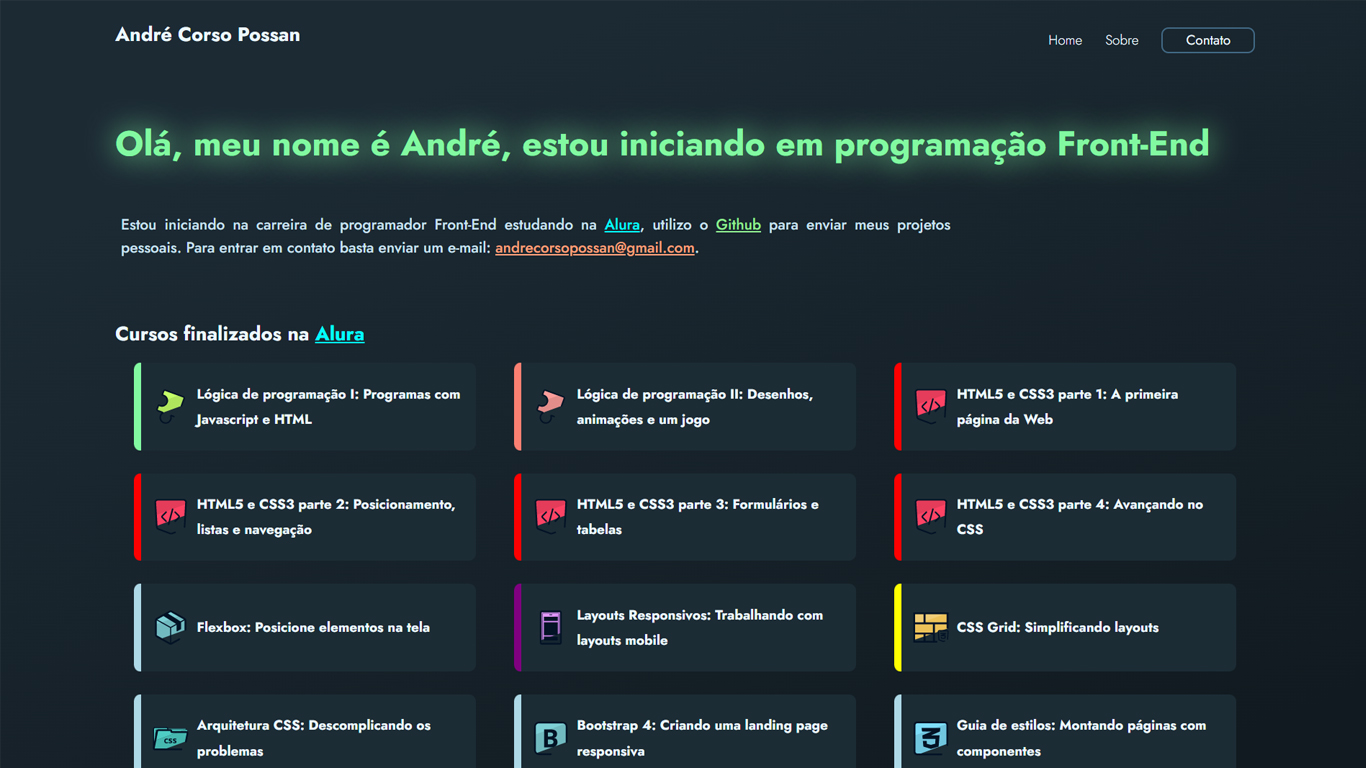 André Corso Possan
Home Sobre Contato
Olá, meu nome é André, estou iniciando em programação Front-End
Estou iniciando na carreira de programador Front-End estudando na Alura, utilizo o Github para enviar meus projetos
pessoais. Para entrar em contato basta enviar um e-mail: andrecorsopossan@gmail.com.
Cursos finalizados na Alura
Lógica de programação I: Programas com
Javascript e HTML
Lógica de programação II: Desenhos,
animações e um jogo
HTML5 e CSS3 parte 1: A primeira
página da Web
HTML5 e CSS3 parte 2: Posicionamento,
listas e navegação
HTML5 e CSS3 parte 3: Formulários e
tabelas
HTML5 e CSS3 parte 4: Avançando no
CSS
Flexbox: Posicione elementos na tela
Layouts Responsivos: Trabalhando com
layouts mobile
CSS Grid: Simplificando layouts
CSS
Arquitetura CSS: Descomplicando os
problemas
B
Bootstrap 4: Criando uma landing page
responsiva
3
Guia de estilos: Montando páginas com
componentes